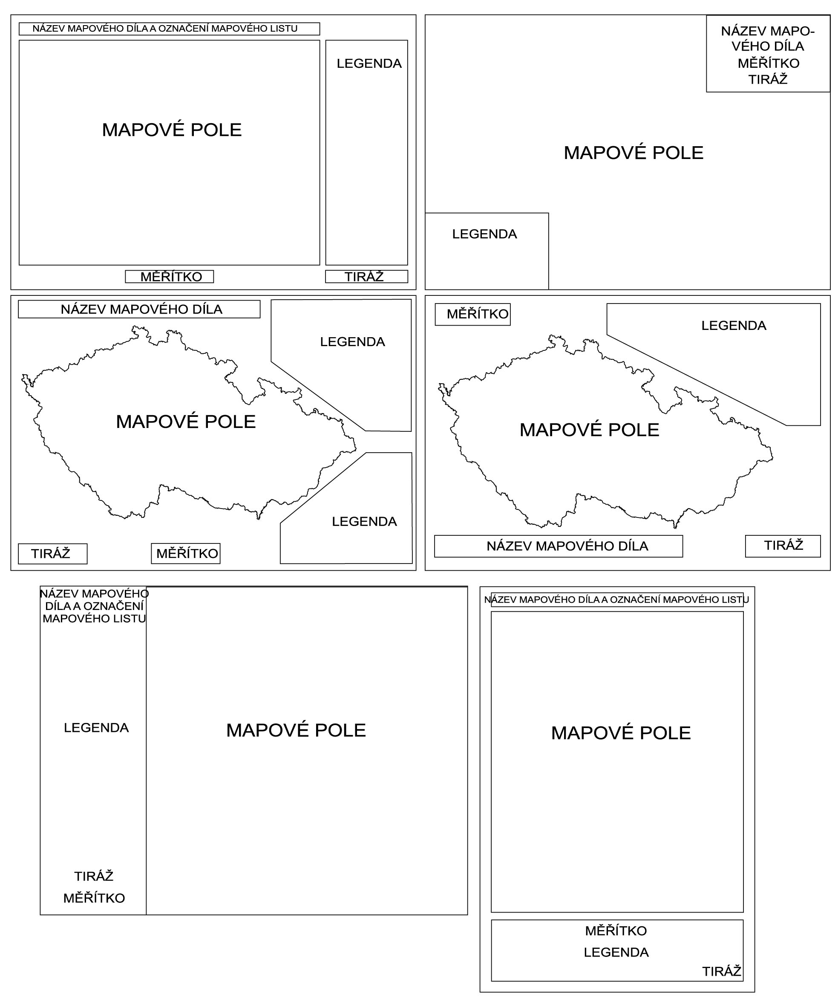 NÁZEV MAPOVÉHO DÍLA A OZNAČENÍ MAPOVÉHO LISTU
LEGENDA
MAPOVÉ POLE
MĚŘÍTKO
TIRÁŽ
NÁZEV MAPO-
VÉHO DÍLA
MĚŘÍTKO
TIRÁŽ
MAPOVÉ POLE
LEGENDA
NÁZEV MAPOVÉHO DÍLA
LEGENDA
MAPOVÉ POLE
LEGENDA
TIRÁŽ
MĚŘÍTKO
MĚŘÍTKO
LEGENDA
MAPOVÉ POLE
NÁZEV MAPOVÉHO DÍLA
TIRÁŽ
NÁZEV MAPOVÉHO
DÍLA A OZNAČENÍ
MAPOVÉHO LISTU
LEGENDA
MAPOVÉ POLE
TIRÁŽ
MĚŘÍTKO
NÁZEV MAPOVÉHO DÍLA A OZNAČENÍ MAPOVÉHO LISTU
MAPOVÉ POLE
MĚŘÍTKO
LEGENDA
TIRÁŽ